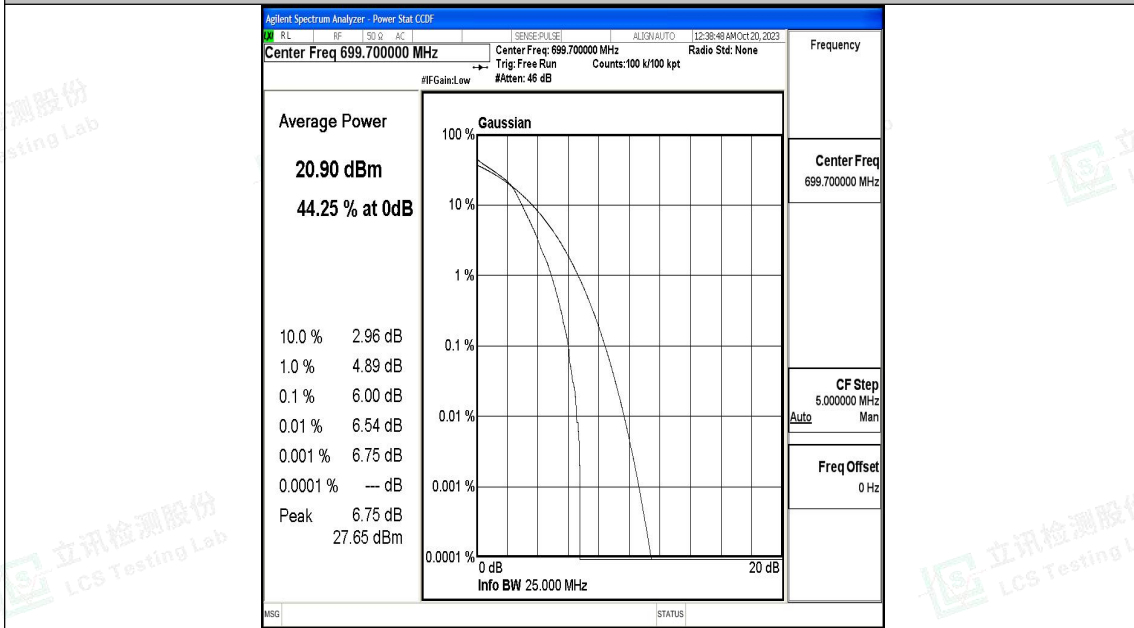 Agilent Spectrum Analyzer - Power Stat CCDF
RL RF 50 Ω AC SENSE:PULSE ALIGN AUTO 12:38:48 AM Oct 20, 2023
Center Freq 699.700000 MHz
Center Freq: 699.700000 MHz Radio Std: None
Trig: Free Run Counts:100 k/100 kpt
#IFGain:Low #Atten: 46 dB
Frequency
Average Power
20.90 dBm
44.25 % at 0dB
10.0 % 2.96 dB
1.0 % 4.89 dB
0.1 % 6.00 dB
0.01 % 6.54 dB
0.001 % 6.75 dB
0.0001 % --- dB
Peak 6.75 dB
27.65 dBm
Gaussian
100 %
10 %
1 %
0.1 %
0.01 %
0.001 %
0.0001 %
0 dB 20 dB
Info BW 25.000 MHz
Center Freq
699.700000 MHz
CF Step
5.000000 MHz
Auto Man
Freq Offset
0 Hz
MSG STATUS
立讯检测股份
LCS Testing Lab
立讯检测股份
LCS Testing L
测股份
sting Lab
立